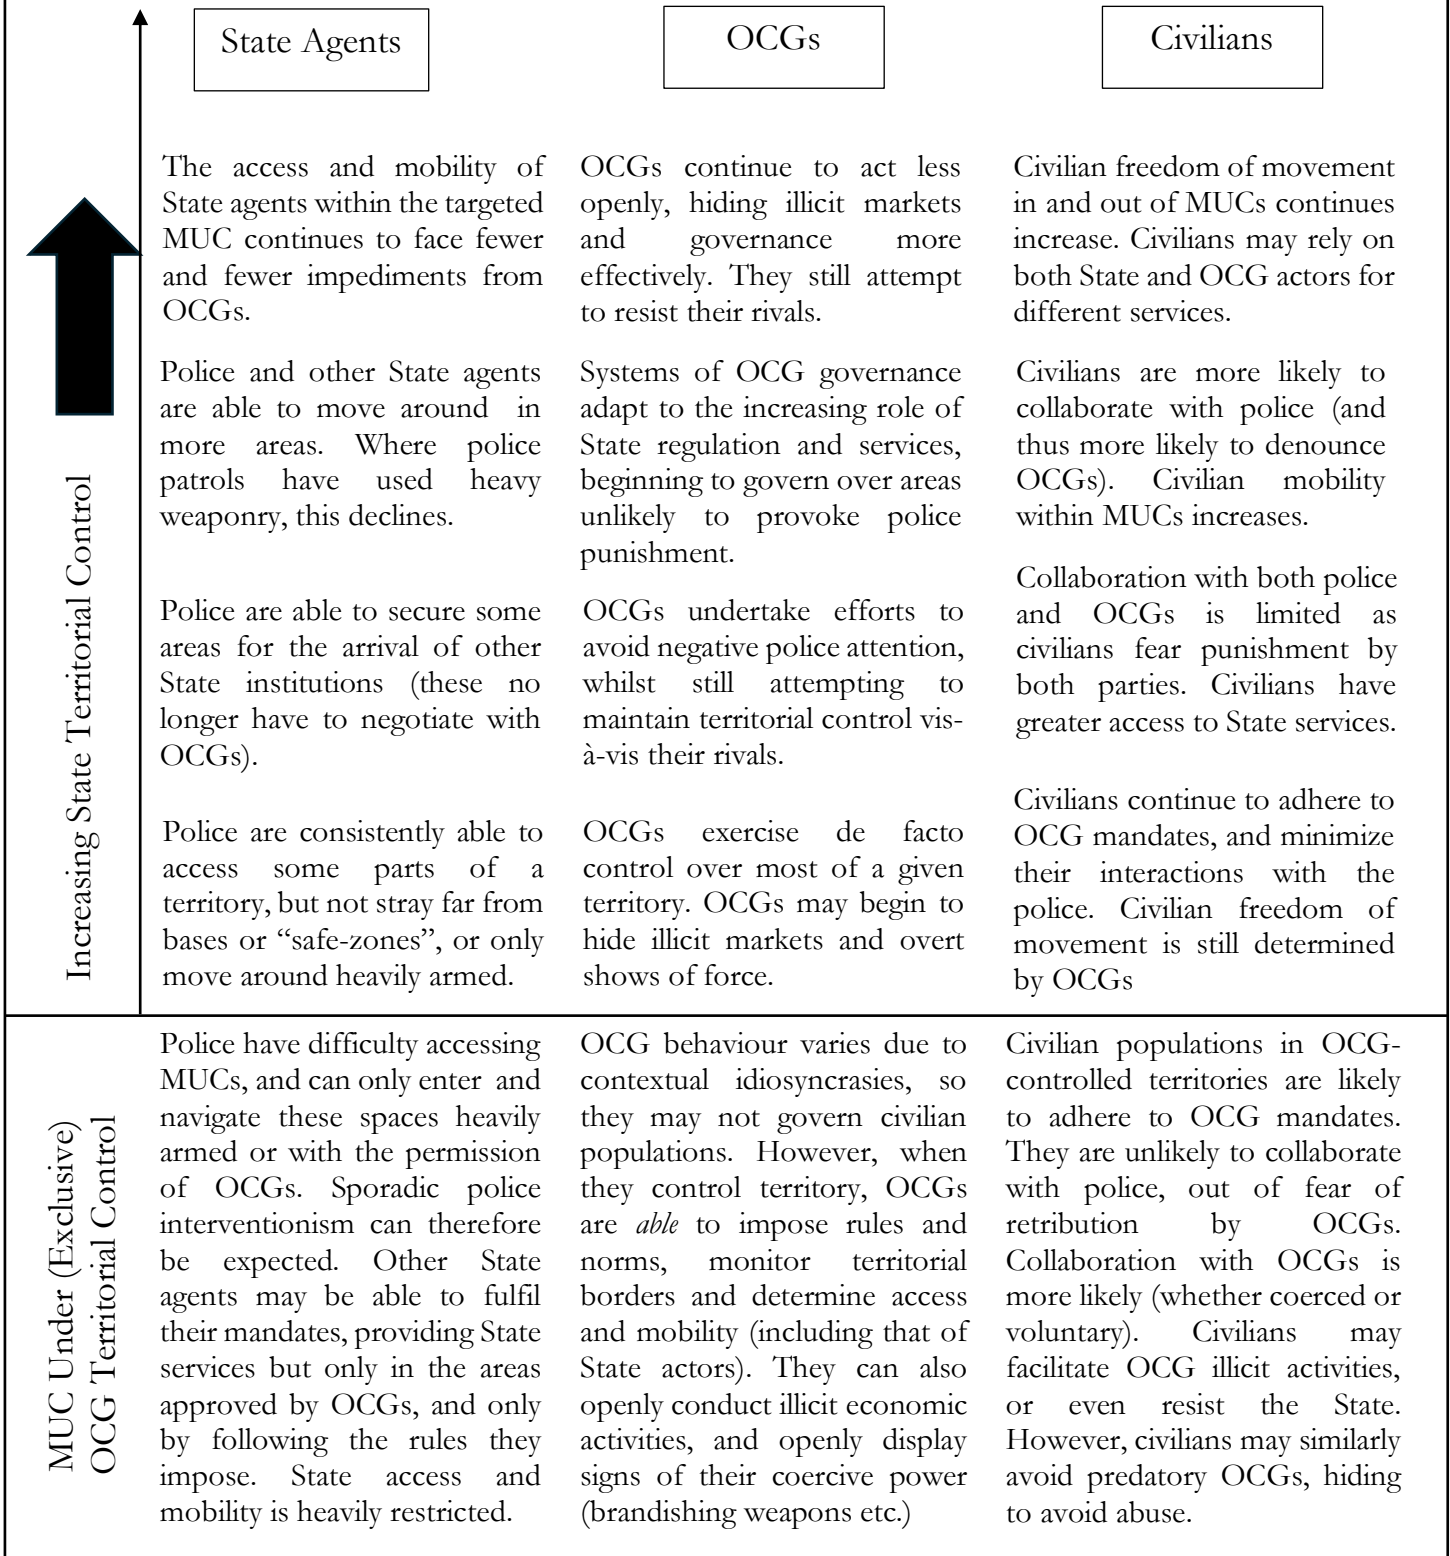 State Agents
OCGs
Civilians
Increasing State Territorial Control
The access and mobility of
State agents within the targeted
MUC continues to face fewer
and fewer impediments from
OCGs.
OCGs continue to act less
openly, hiding illicit markets
and governance more
effectively. They still attempt
to resist their rivals.
Civilian freedom of movement
in and out of MUCs continues
increase. Civilians may rely on
both State and OCG actors for
different services.
Police and other State agents
are able to move around in
more areas. Where police
patrols have used heavy
weaponry, this declines.
Systems of OCG governance
adapt to the increasing role of
State regulation and services,
beginning to govern over areas
unlikely to provoke police
punishment.
Civilians are more likely to
collaborate with police (and
thus more likely to denounce
OCGs). Civilian mobility
within MUCs increases.
Police are able to secure some
areas for the arrival of other
State institutions (these no
longer have to negotiate with
OCGs).
OCGs undertake efforts to
avoid negative police attention,
whilst still attempting to
maintain territorial control vis-
à-vis their rivals.
Collaboration with both police
and OCGs is limited as
civilians fear punishment by
both parties. Civilians have
greater access to State services.
Police are consistently able to
access some parts of a
territory, but not stray far from
bases or “safe-zones”, or only
move around heavily armed.
OCGs exercise de facto
control over most of a given
territory. OCGs may begin to
hide illicit markets and overt
shows of force.
Civilians continue to adhere to
OCG mandates, and minimize
their interactions with the
police. Civilian freedom of
movement is still determined
by OCGs
MUC Under (Exclusive)
OCG Territorial Control
Police have difficulty accessing
MUCs, and can only enter and
navigate these spaces heavily
armed or with the permission
of OCGs. Sporadic police
interventionism can therefore
be expected. Other State
agents may be able to fulfil
their mandates, providing State
services but only in the areas
approved by OCGs, and only
by following the rules they
impose. State access and
mobility is heavily restricted.
OCG behaviour varies due to
contextual idiosyncrasies, so
they may not govern civilian
populations. However, when
they control territory, OCGs
are able to impose rules and
norms, monitor territorial
borders and determine access
and mobility (including that of
State actors). They can also
openly conduct illicit economic
activities, and openly display
signs of their coercive power
(brandishing weapons etc.)
Civilian populations in OCG-
controlled territories are likely
to adhere to OCG mandates.
They are unlikely to collaborate
with police, out of fear of
retribution by OCGs.
Collaboration with OCGs is
more likely (whether coerced or
voluntary). Civilians may
facilitate OCG illicit activities,
or even resist the State.
However, civilians may similarly
avoid predatory OCGs, hiding
to avoid abuse.